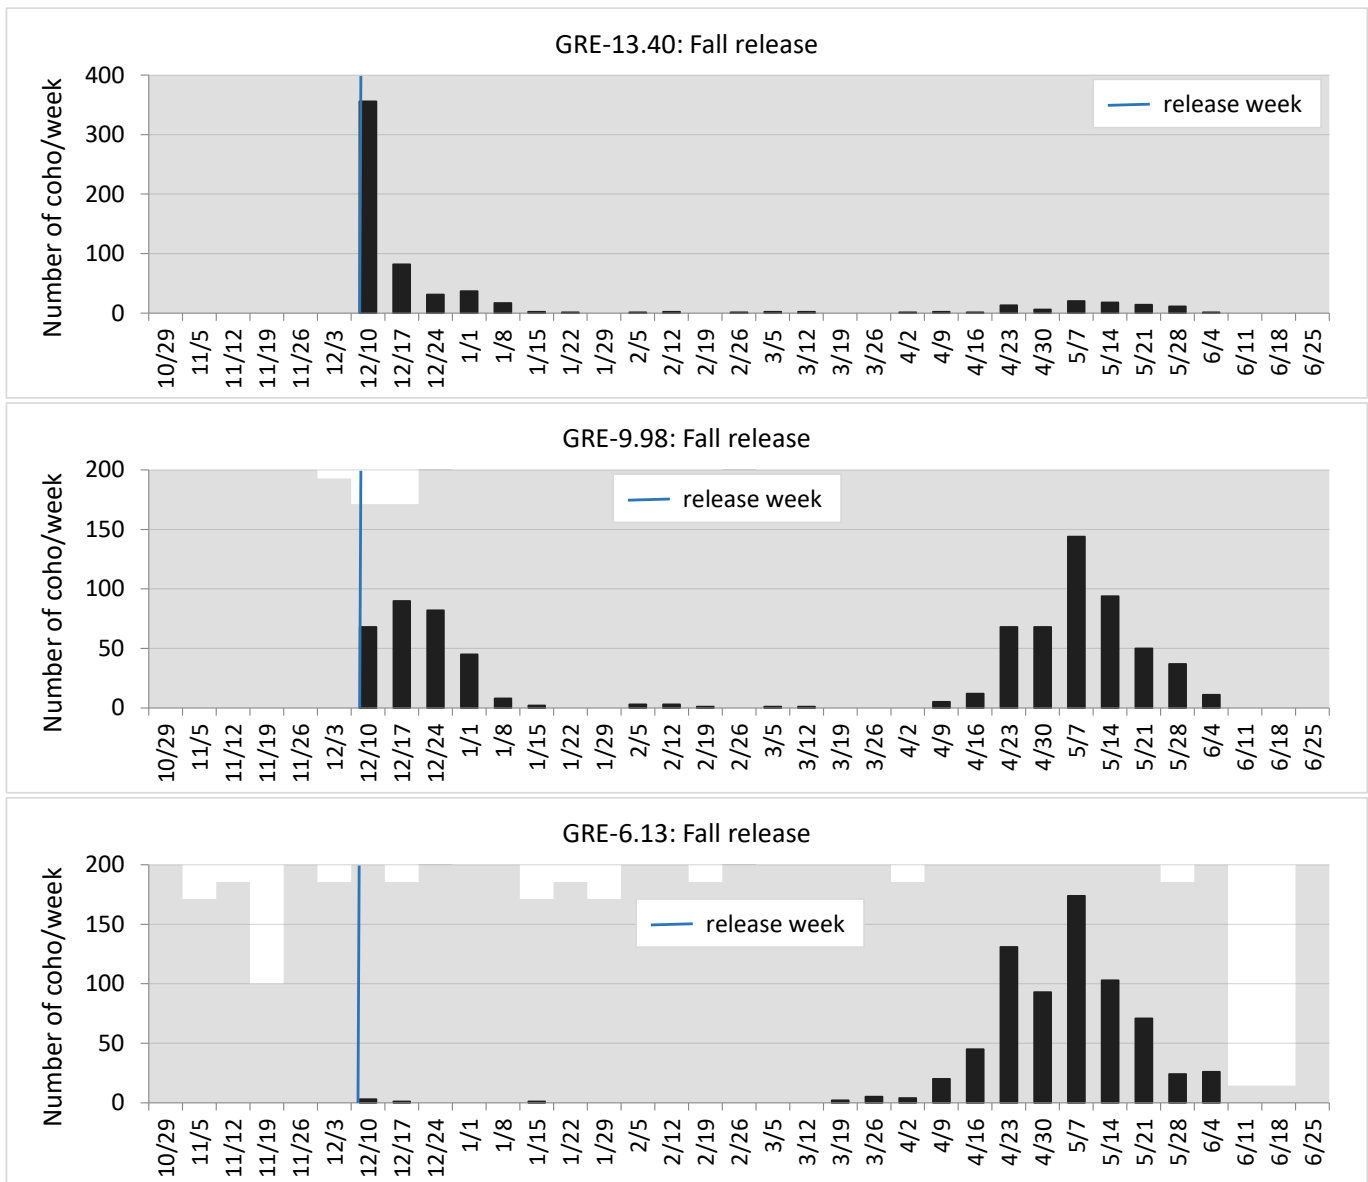 GRE-13.40: Fall release
Number of coho/week
400
300
200
100
0
release week
10/29 11/5 11/12 11/19 11/26 12/3 12/10 12/17 12/24 1/1 1/8 1/15 1/22 1/29 2/5 2/12 2/19 2/26 3/5 3/12 3/19 3/26 4/2 4/9 4/16 4/23 4/30 5/7 5/14 5/21 5/28 6/4 6/11 6/18 6/25
GRE-9.98: Fall release
Number of coho/week
200
150
100
50
0
release week
10/29 11/5 11/12 11/19 11/26 12/3 12/10 12/17 12/24 1/1 1/8 1/15 1/22 1/29 2/5 2/12 2/19 2/26 3/5 3/12 3/19 3/26 4/2 4/9 4/16 4/23 4/30 5/7 5/14 5/21 5/28 6/4 6/11 6/18 6/25
GRE-6.13: Fall release
Number of coho/week
200
150
100
50
0
release week
10/29 11/5 11/12 11/19 11/26 12/3 12/10 12/17 12/24 1/1 1/8 1/15 1/22 1/29 2/5 2/12 2/19 2/26 3/5 3/12 3/19 3/26 4/2 4/9 4/16 4/23 4/30 5/7 5/14 5/21 5/28 6/4 6/11 6/18 6/25